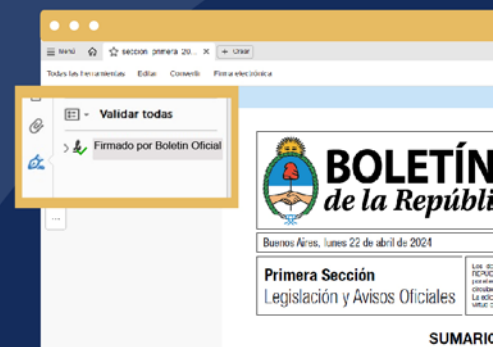 Menú
sección primera 20... × + Crear
Todas las herramientas Editar Convertir Firma electrónica
Validar todas
Firmado por Boletin Oficial
BOLETÍN
de la Repúbli
Buenos Aires, lunes 22 de abril de 2024
Primera Sección
Legislación y Avisos Oficiales
SUMARIO